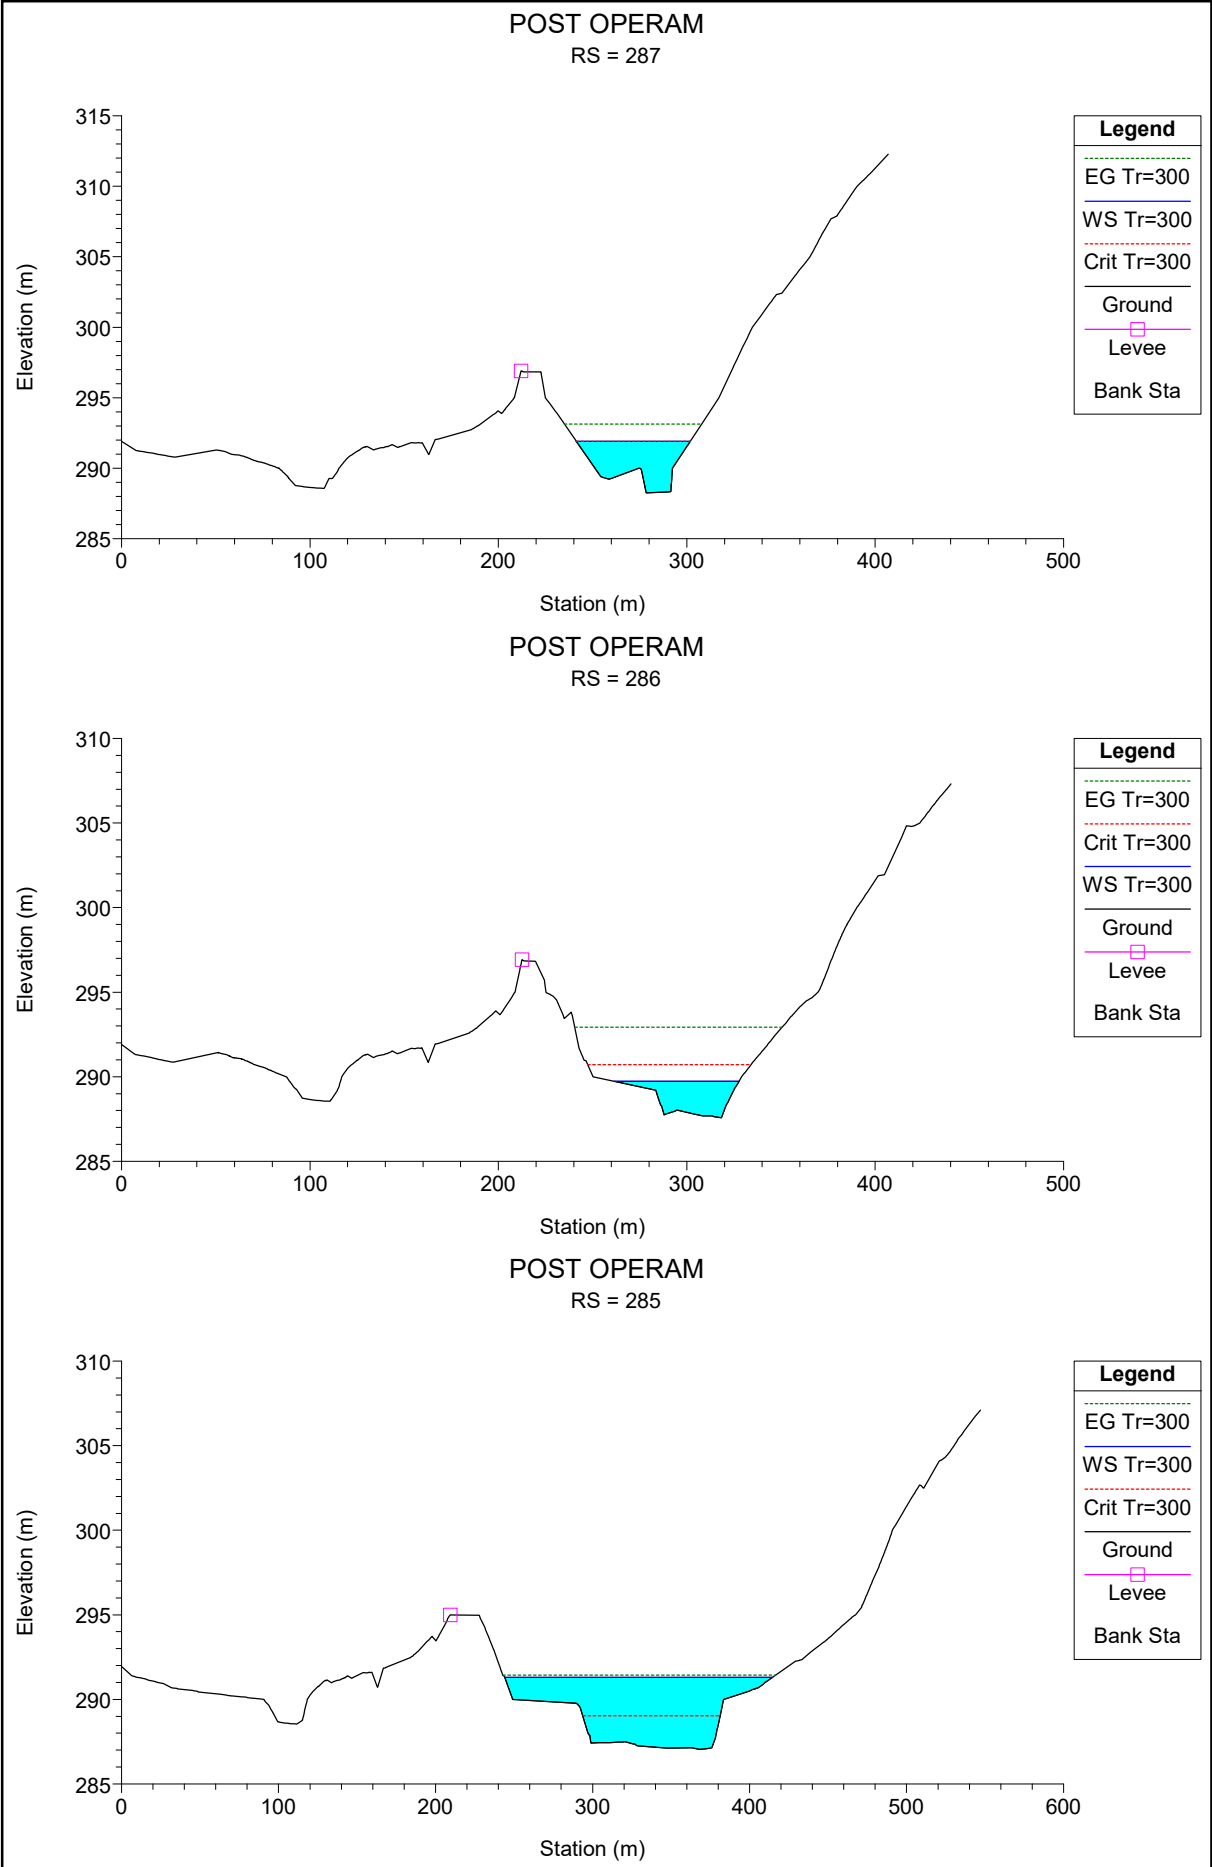 POST OPERAM
RS = 287
315
310
305
300
295
290
285
0 100 200 300 400 500
Elevation (m)
Station (m)
Legend
EG Tr=300
WS Tr=300
Crit Tr=300
Ground
Levee
Bank Sta
POST OPERAM
RS = 286
310
305
300
295
290
285
0 100 200 300 400 500
Elevation (m)
Station (m)
Legend
EG Tr=300
Crit Tr=300
WS Tr=300
Ground
Levee
Bank Sta
POST OPERAM
RS = 285
310
305
300
295
290
285
0 100 200 300 400 500 600
Elevation (m)
Station (m)
Legend
EG Tr=300
WS Tr=300
Crit Tr=300
Ground
Levee
Bank Sta